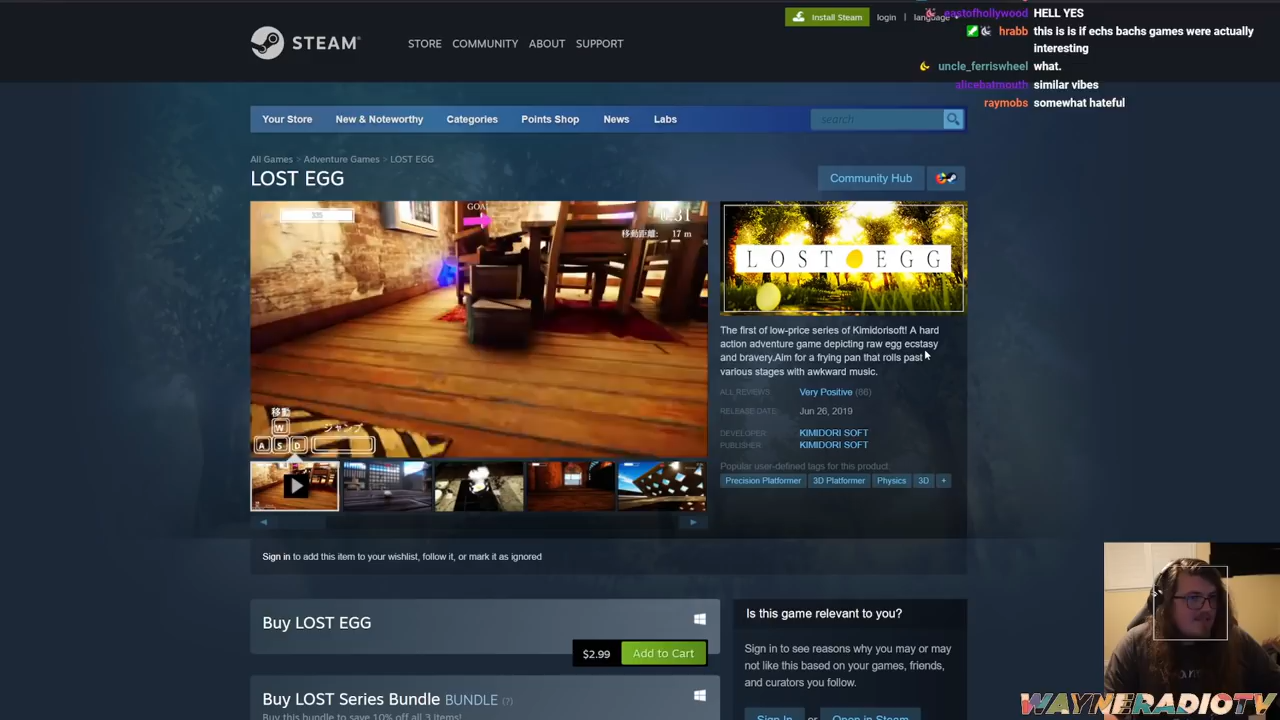 Install Steam
login | language
STEAM
STORE COMMUNITY ABOUT SUPPORT
eastofhollywood HELL YES
hrabb this is is if echs bachs games were actually
interesting
uncle_ferriswheel what.
alicebatmouth similar vibes
raymobs somewhat hateful
Your Store New & Noteworthy Categories Points Shop News Labs search
All Games > Adventure Games > LOST EGG
LOST EGG
Community Hub
GOAL
移動距離: 17 m
移動
W
A S D
ジャンプ
LOST EGG
The first of low-price series of Kimidorisoft! A hard
action adventure game depicting raw egg ecstasy
and bravery.Aim for a frying pan that rolls past
various stages with awkward music.
ALL REVIEWS: Very Positive (86)
RELEASE DATE: Jun 26, 2019
DEVELOPER: KIMIDORI SOFT
PUBLISHER: KIMIDORI SOFT
Popular user-defined tags for this product:
Precision Platformer 3D Platformer Physics 3D +
Sign in to add this item to your wishlist, follow it, or mark it as ignored
Buy LOST EGG
$2.99 Add to Cart
Buy LOST Series Bundle BUNDLE (?)
Buy this bundle to save 10% off all 3 items!
Is this game relevant to you?
Sign in to see reasons why you may or may
not like this based on your games, friends,
and curators you follow.
Sign In or Open in Steam
WAYNERADIOTV